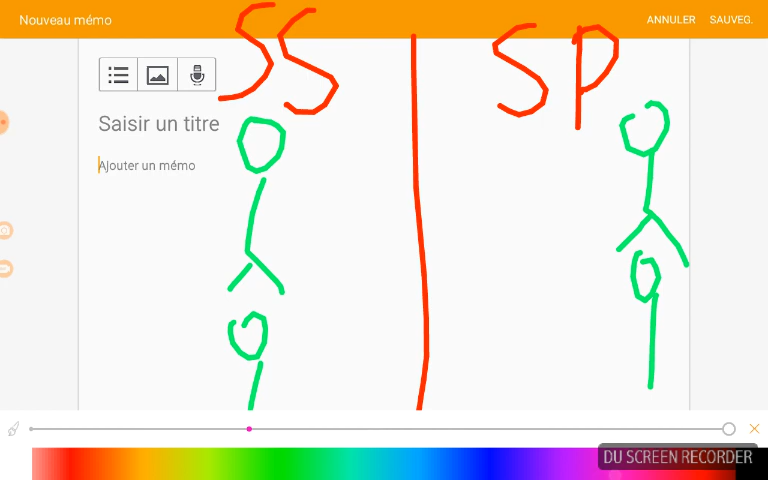 Nouveau mémo
ANNULER SAUVEG.
SS SP
Saisir un titre
Ajouter un mémo
DU SCREEN RECORDER